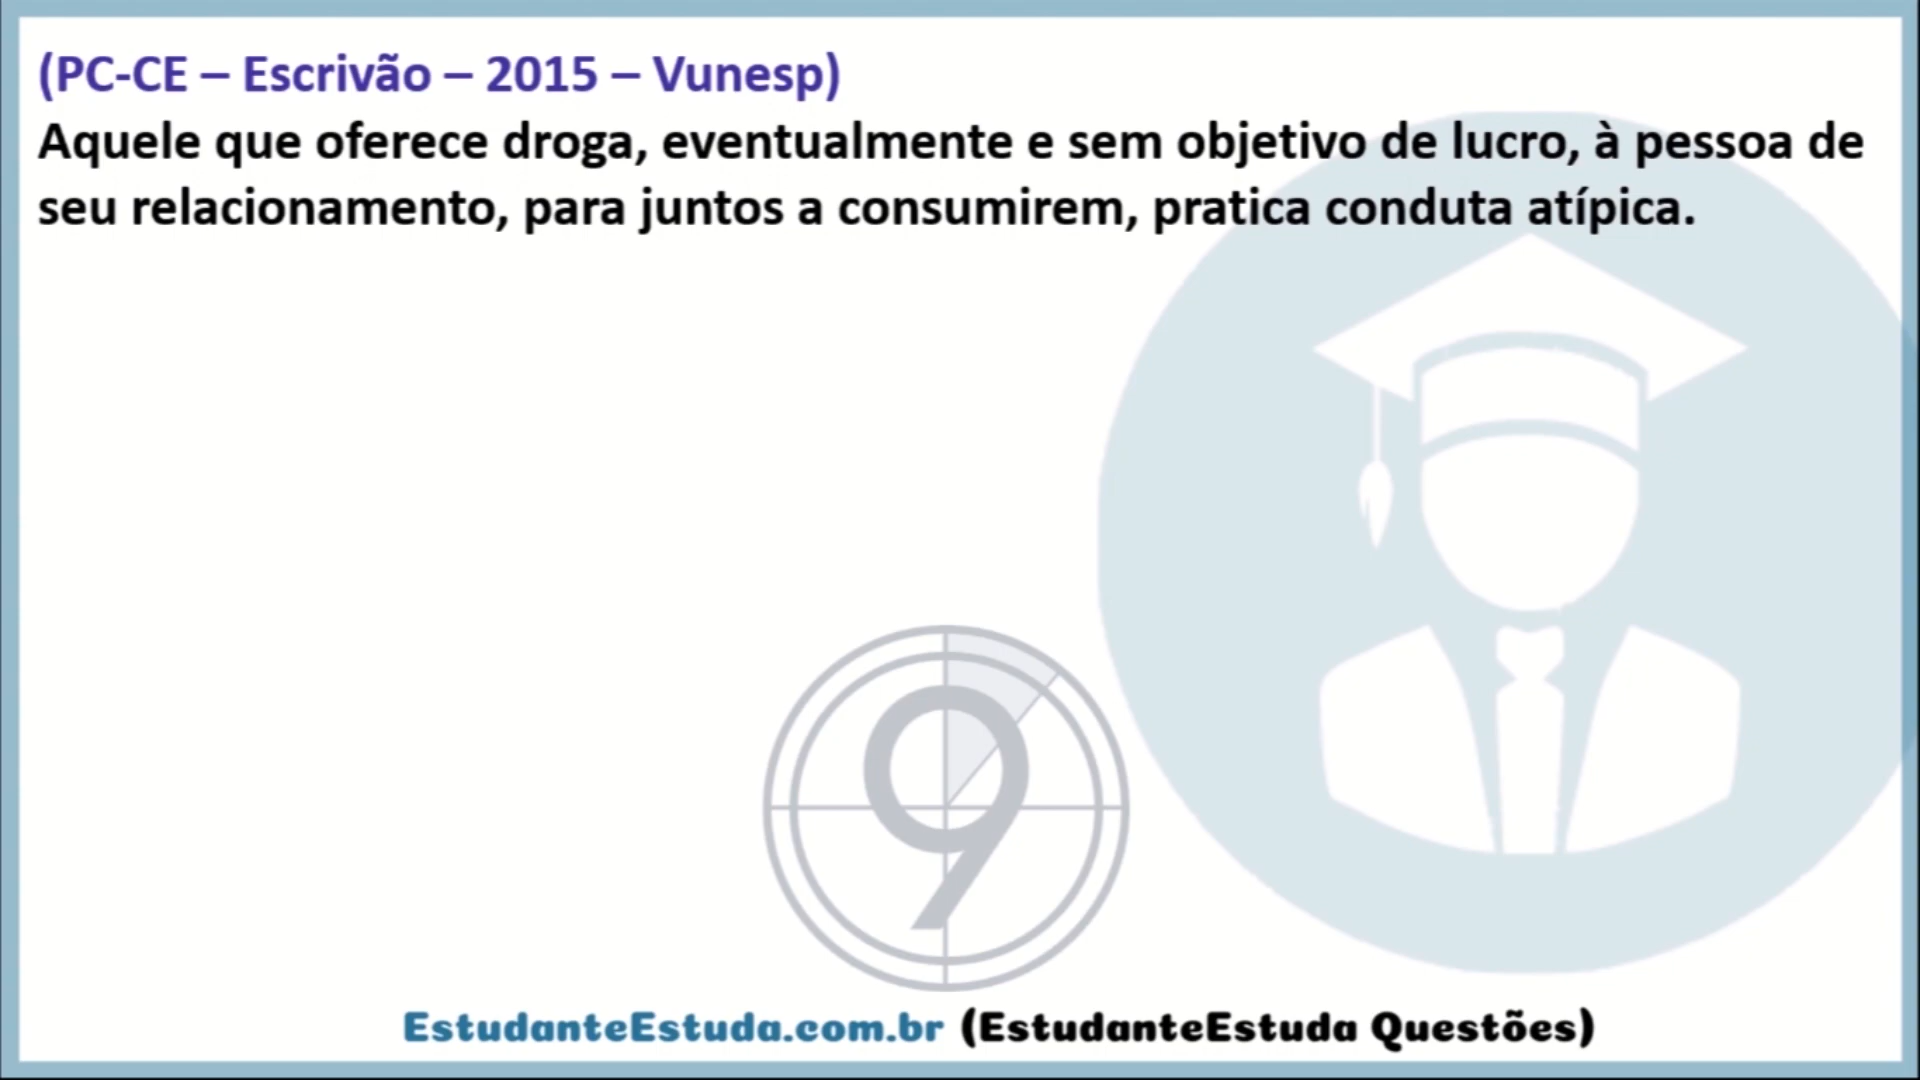 (PC-CE – Escrivão – 2015 – Vunesp)
Aquele que oferece droga, eventualmente e sem objetivo de lucro, à pessoa de
seu relacionamento, para juntos a consumirem, pratica conduta atípica.
9
EstudanteEstuda.com.br (EstudanteEstuda Questões)